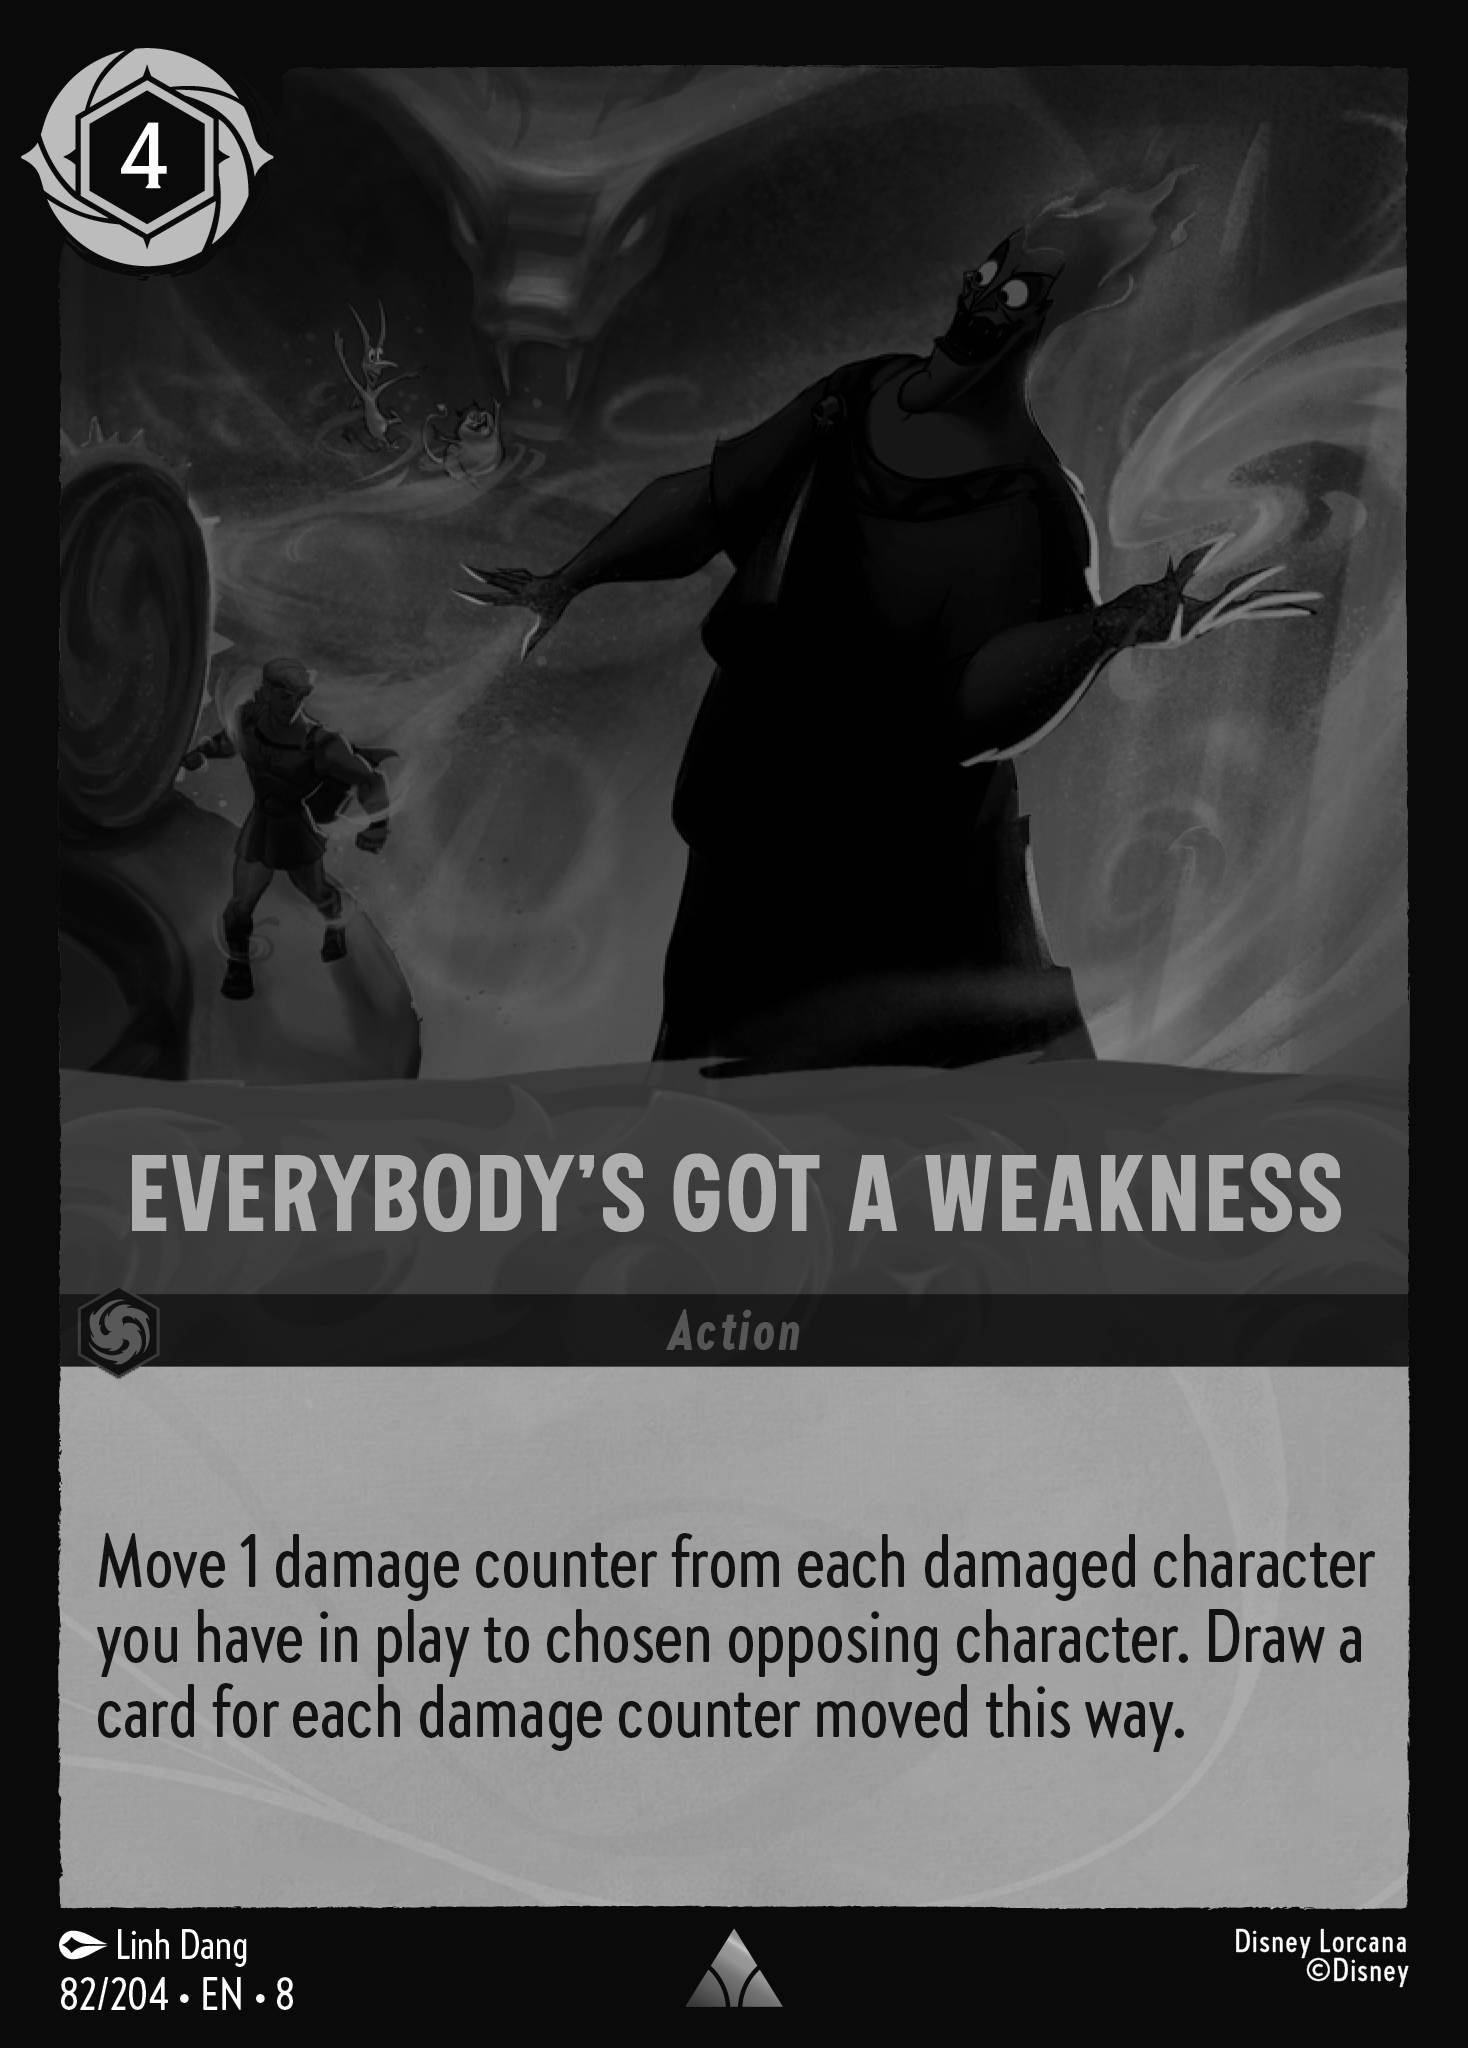 4
EVERYBODY’S GOT A WEAKNESS
Action
Move 1 damage counter from each damaged character
you have in play to chosen opposing character. Draw a
card for each damage counter moved this way.
Linh Dang
82/204 • EN • 8
Disney Lorcana
©Disney